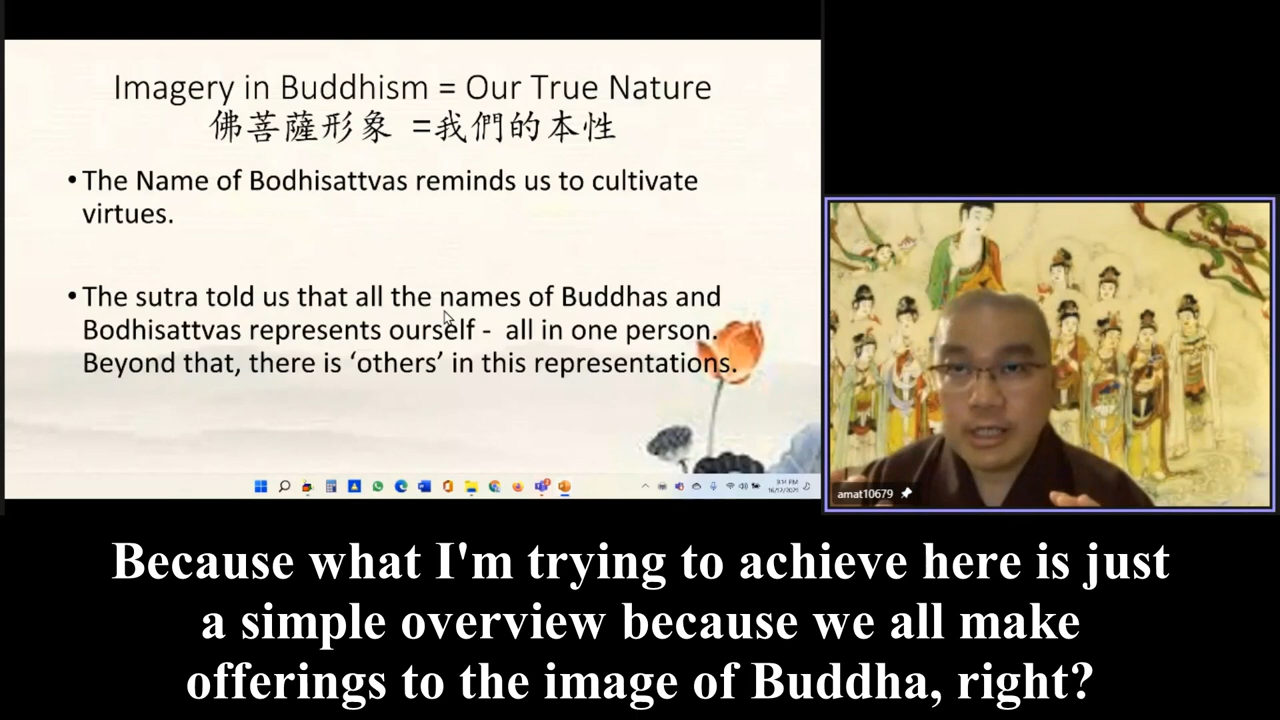 Imagery in Buddhism = Our True Nature
佛菩薩形象 =我們的本性
• The Name of Bodhisattvas reminds us to cultivate
virtues.
• The sutra told us that all the names of Buddhas and
Bodhisattvas represents ourself - all in one person.
Beyond that, there is ‘others’ in this representations.
amat10679
Because what I'm trying to achieve here is just
a simple overview because we all make
offerings to the image of Buddha, right?